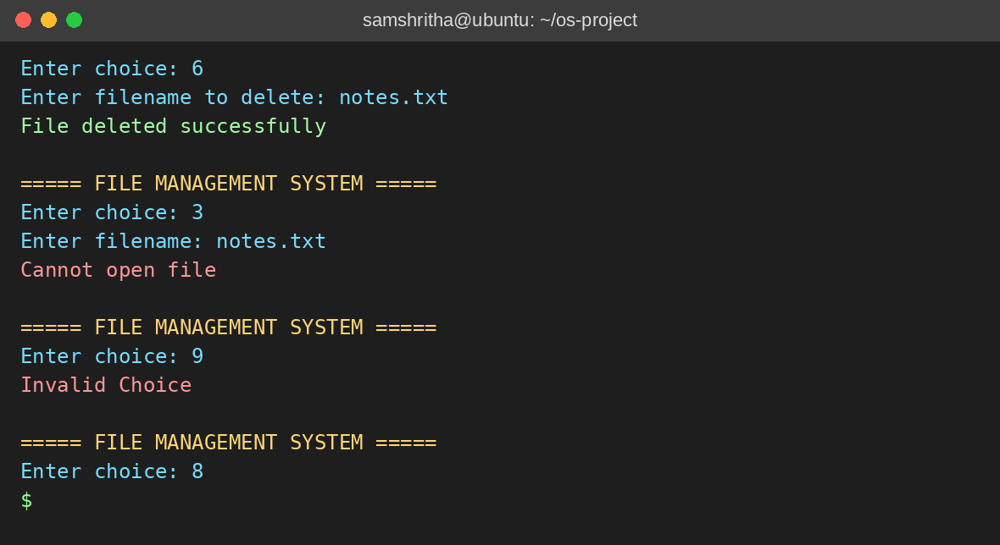 samshritha@ubuntu: ~/os-project
Enter choice: 6
Enter filename to delete: notes.txt
File deleted successfully
===== FILE MANAGEMENT SYSTEM =====
Enter choice: 3
Enter filename: notes.txt
Cannot open file
===== FILE MANAGEMENT SYSTEM =====
Enter choice: 9
Invalid Choice
===== FILE MANAGEMENT SYSTEM =====
Enter choice: 8
$